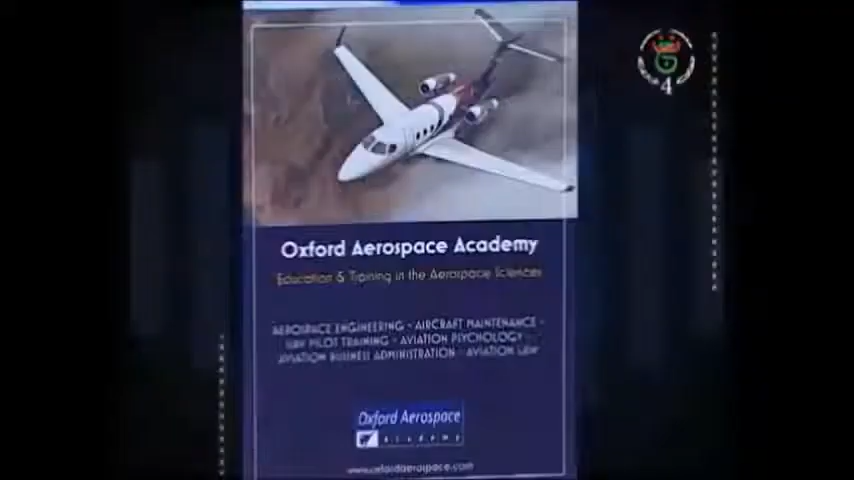 4
Oxford Aerospace Academy
Education & Training in the Aerospace Sciences
AEROSPACE ENGINEERING - AIRCRAFT MAINTENANCE -
UAV PILOT TRAINING - AVIATION PSYCHOLOGY -
AVIATION BUSINESS ADMINISTRATION - AVIATION LAW
Oxford Aerospace
Academy
www.oxfordaerospace.com